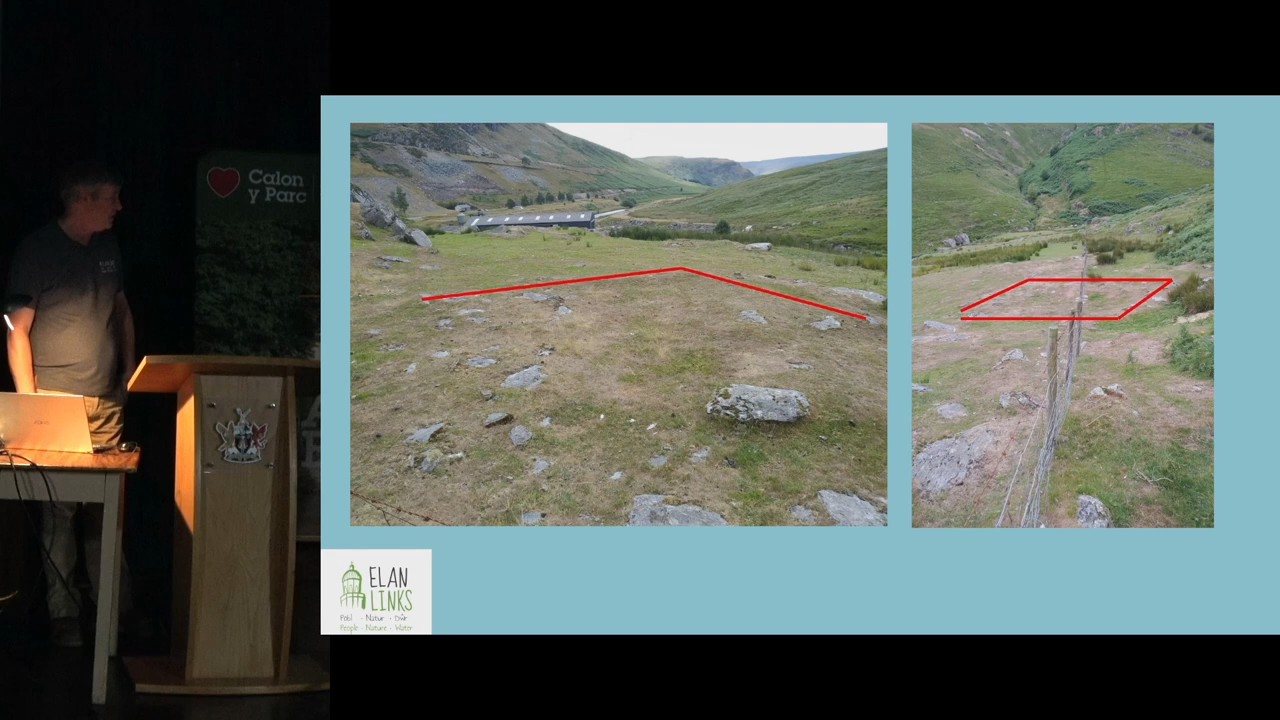 Calon
y Parc
ELAN
LINKS
Pobl - Natur - Dŵr
People - Nature - Water